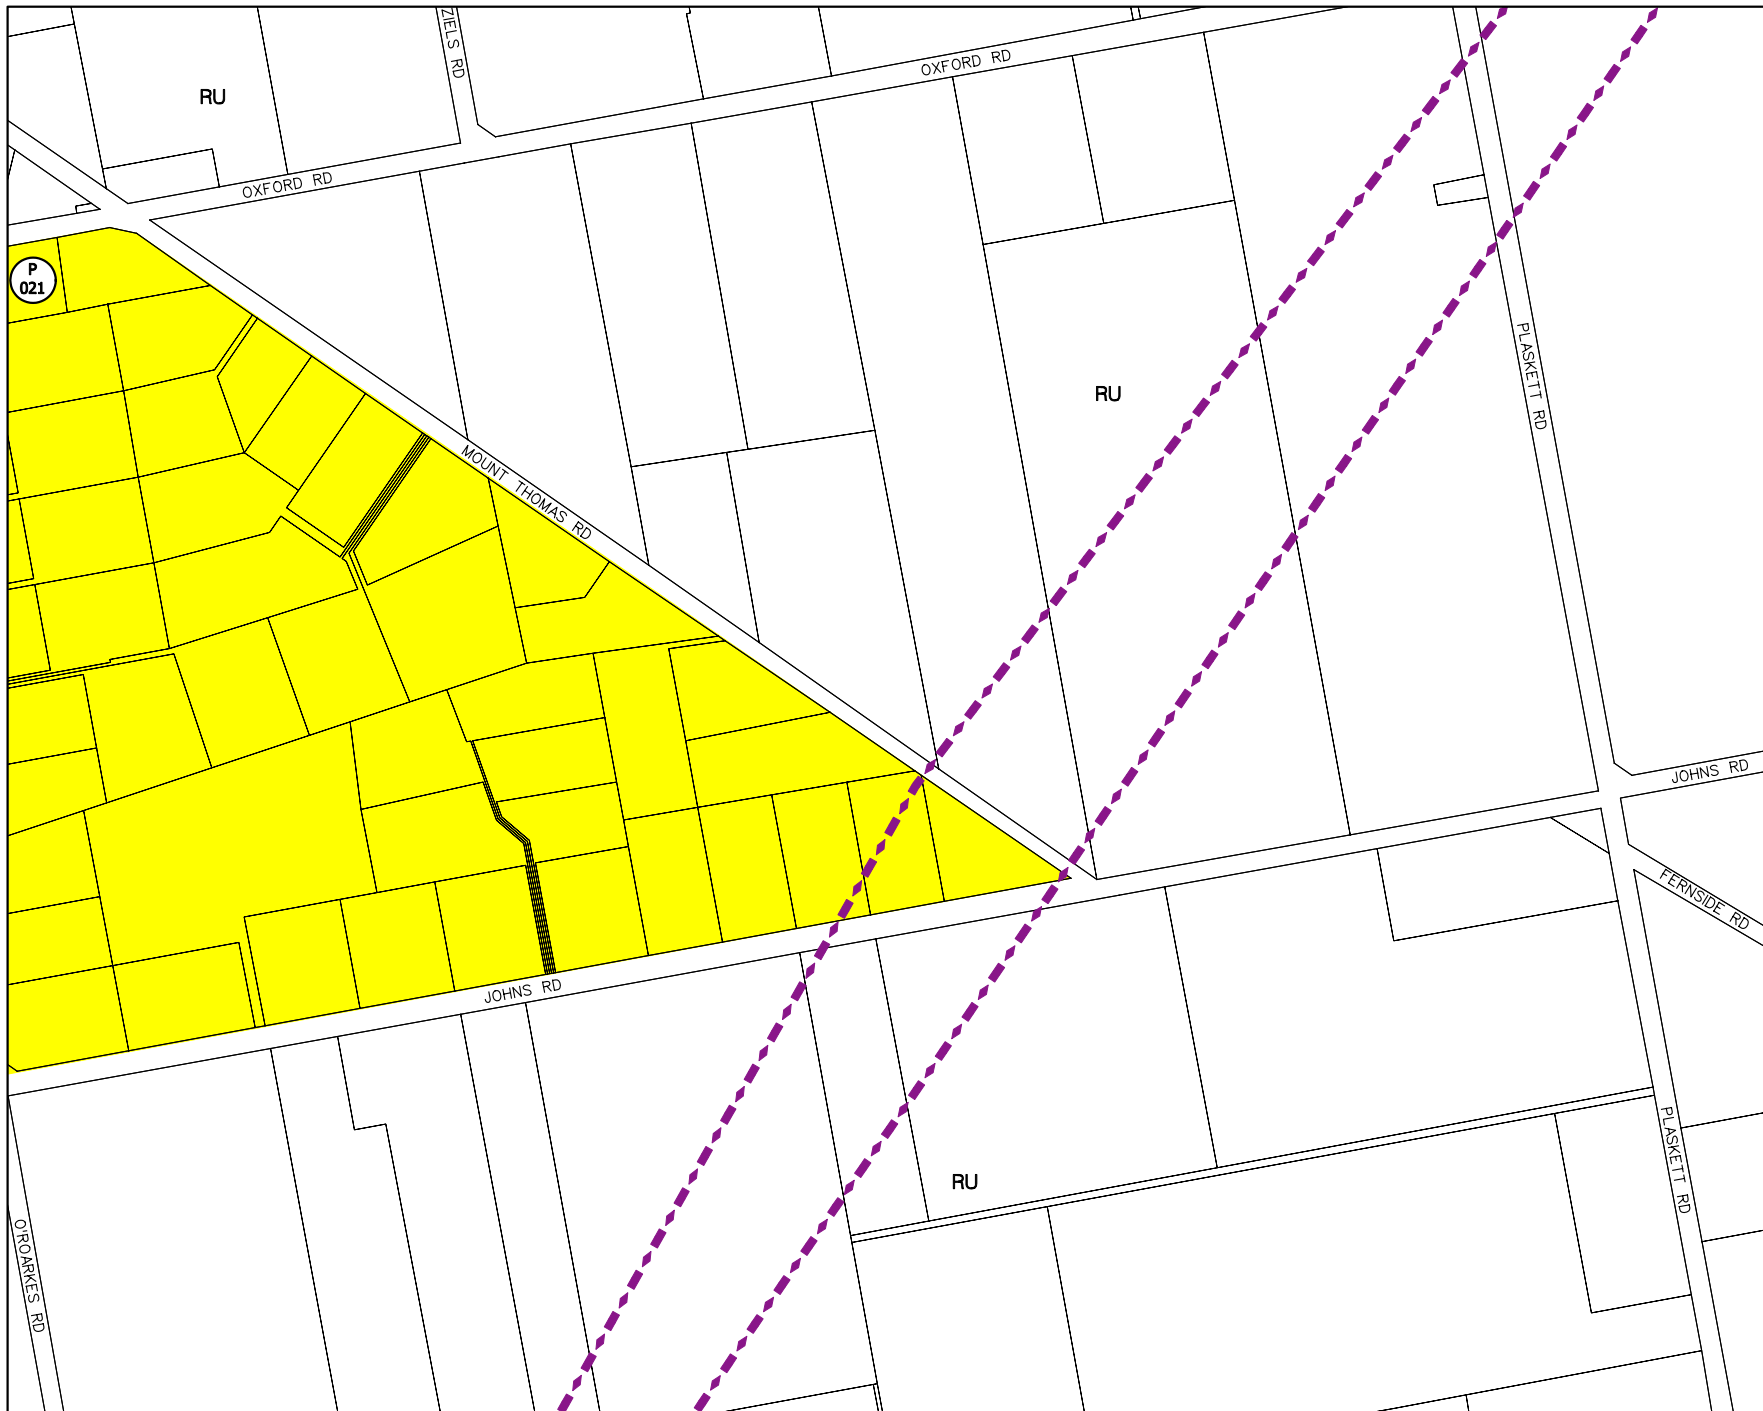 ZIELS RD
OXFORD RD
RU
OXFORD RD
P
021
PLASKETT RD
RU
MOUNT THOMAS RD
JOHNS RD
FERNSIDE RD
JOHNS RD
PLASKETT RD
RU
O'ROARKES RD